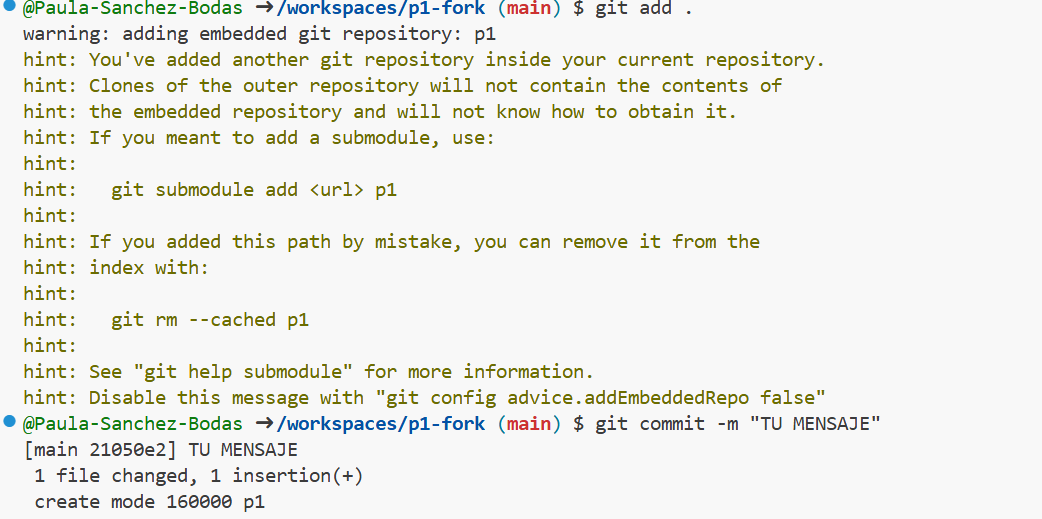 @Paula-Sanchez-Bodas ➜/workspaces/p1-fork (main) $ git add .
warning: adding embedded git repository: p1
hint: You've added another git repository inside your current repository.
hint: Clones of the outer repository will not contain the contents of
hint: the embedded repository and will not know how to obtain it.
hint: If you meant to add a submodule, use:
hint:
hint:   git submodule add <url> p1
hint:
hint: If you added this path by mistake, you can remove it from the
hint: index with:
hint:
hint:   git rm --cached p1
hint:
hint: See "git help submodule" for more information.
hint: Disable this message with "git config advice.addEmbeddedRepo false"
@Paula-Sanchez-Bodas ➜/workspaces/p1-fork (main) $ git commit -m "TU MENSAJE"
[main 21050e2] TU MENSAJE
 1 file changed, 1 insertion(+)
 create mode 160000 p1